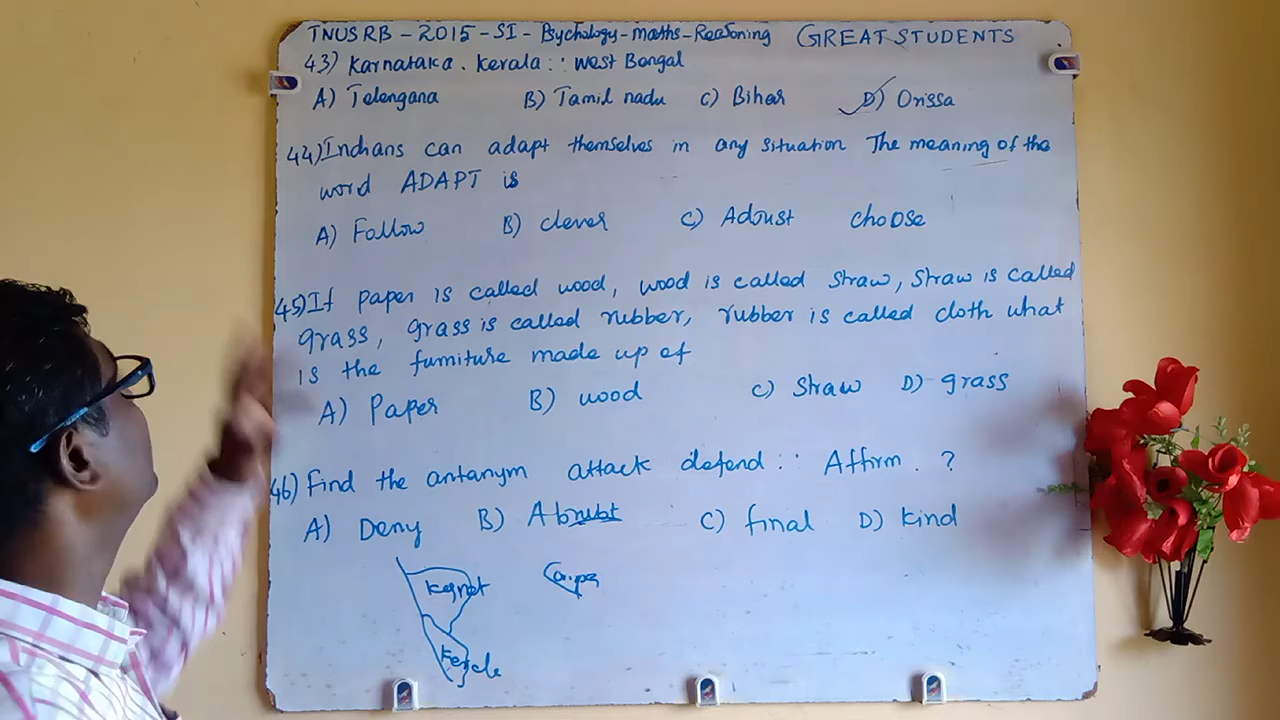 TNUSRB - 2015 - SI - Psychology - maths - Reasoning GREAT STUDENTS
43) Karnataka . Kerala :: West Bengal
A) Telengana B) Tamil nadu C) Bihar D) Orissa
44) Indians can adapt themselves in any situation The meaning of the
word ADAPT is
A) Follow B) clever C) Adjust choose
45) If paper is called wood, wood is called straw, straw is called
grass, grass is called rubber, rubber is called cloth what
is the furniture made up of
A) Paper B) wood C) Straw D) grass
46) Find the antanym attack defend :: Affirm . ?
A) Deny B) C) final D) kind